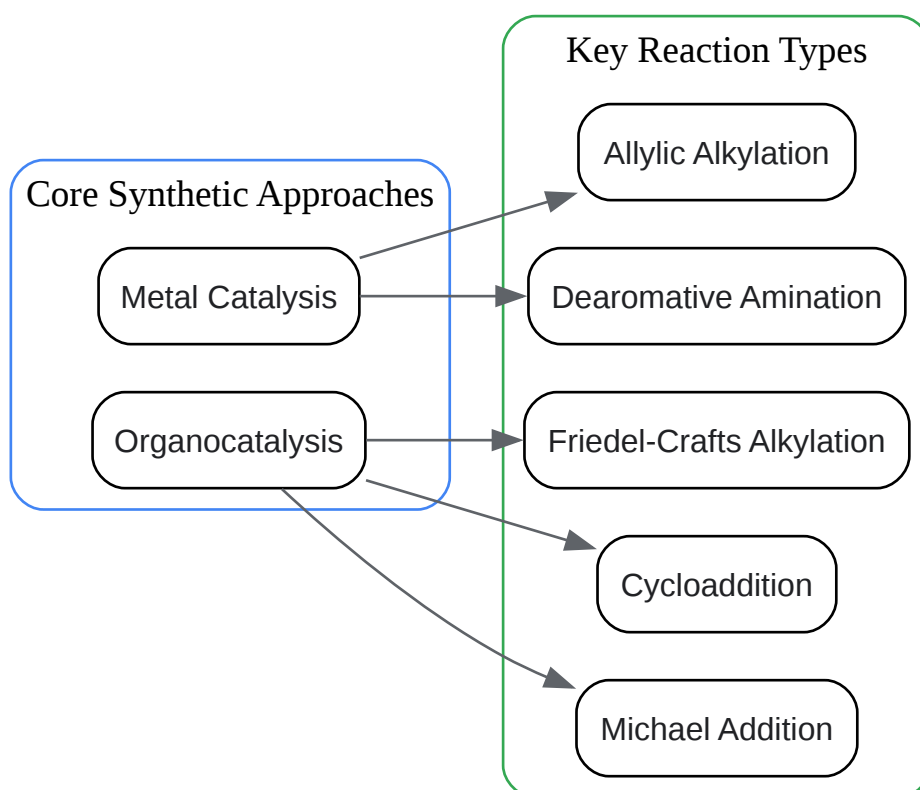 Key Reaction Types
Allylic Alkylation
Core Synthetic Approaches
Metal Catalysis
Dearomative Amination
Organocatalysis
Friedel-Crafts Alkylation
Cycloaddition
Michael Addition